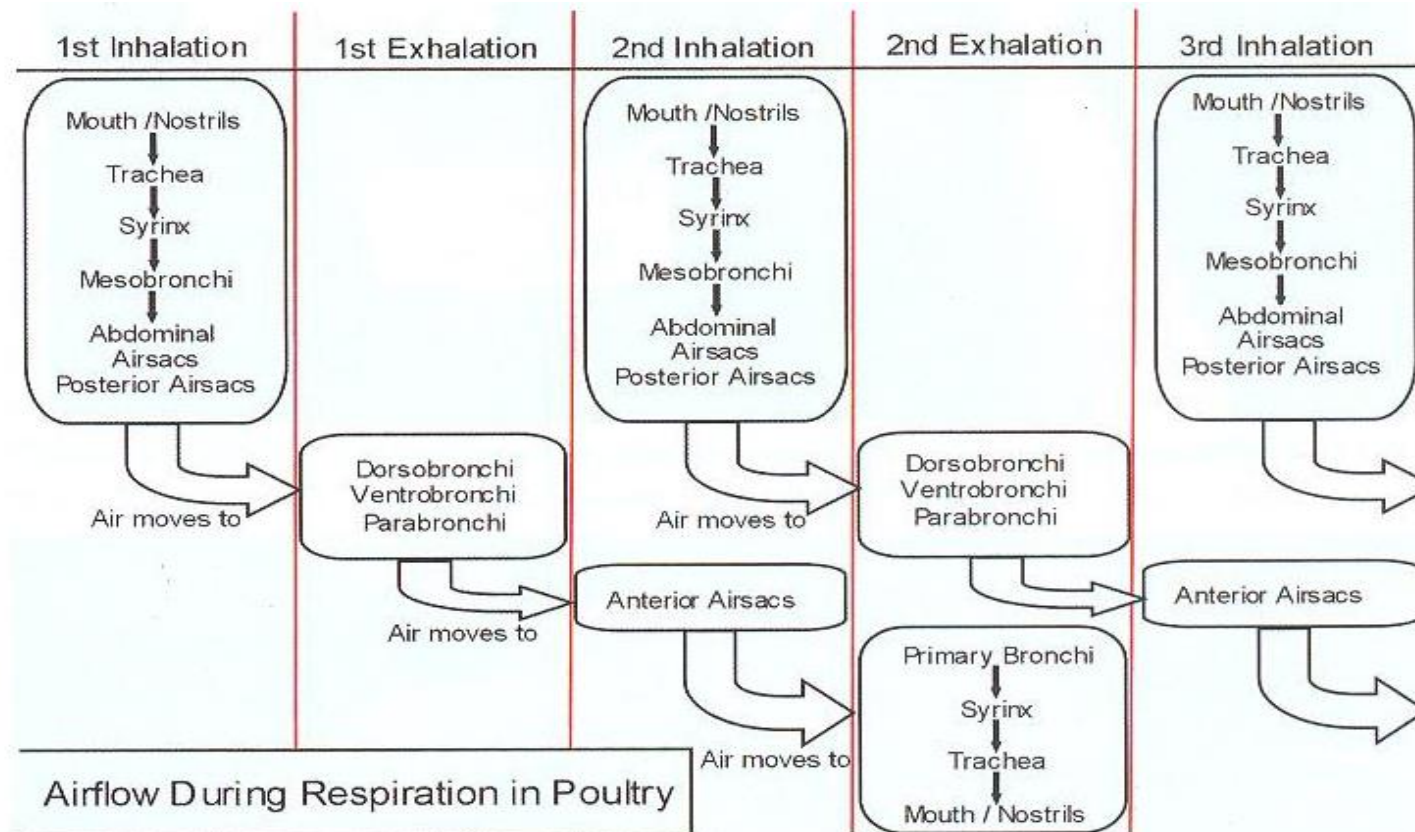 1st Inhalation
1st Exhalation
2nd Inhalation
2nd Exhalation
3rd Inhalation
Mouth /Nostrils
Trachea
Syrinx
Mesobronchi
Abdominal
Airsacs
Posterior Airsacs
Air moves to
Dorsobronchi
Ventrobronchi
Parabronchi
Air moves to
Mouth /Nostrils
Trachea
Syrinx
Mesobronchi
Abdominal
Airsacs
Posterior Airsacs
Air moves to
Anterior Airsacs
Air moves to
Dorsobronchi
Ventrobronchi
Parabronchi
Primary Bronchi
Syrinx
Trachea
Mouth / Nostrils
Mouth /Nostrils
Trachea
Syrinx
Mesobronchi
Abdominal
Airsacs
Posterior Airsacs
Anterior Airsacs
Airflow During Respiration in Poultry